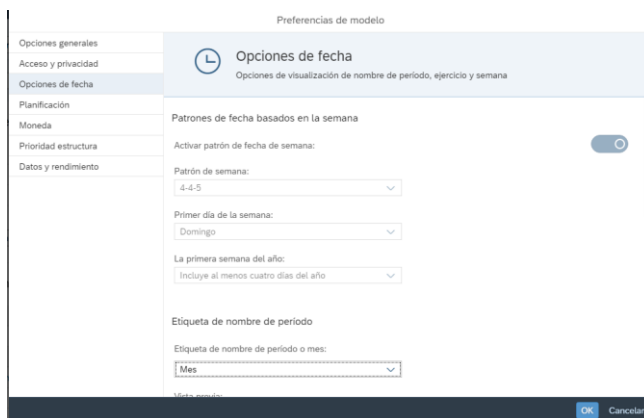 Preferencias de modelo
Opciones generales
Acceso y privacidad
Opciones de fecha
Planificación
Moneda
Prioridad estructura
Datos y rendimiento
Opciones de fecha
Opciones de visualización de nombre de período, ejercicio y semana
Patrones de fecha basados en la semana
Activar patrón de fecha de semana:
Patrón de semana:
4-4-5
Primer día de la semana:
Domingo
La primera semana del año:
Incluye al menos cuatro días del año
Etiqueta de nombre de período
Etiqueta de nombre de período o mes:
Mes
Vista previa:
OK Cancelar